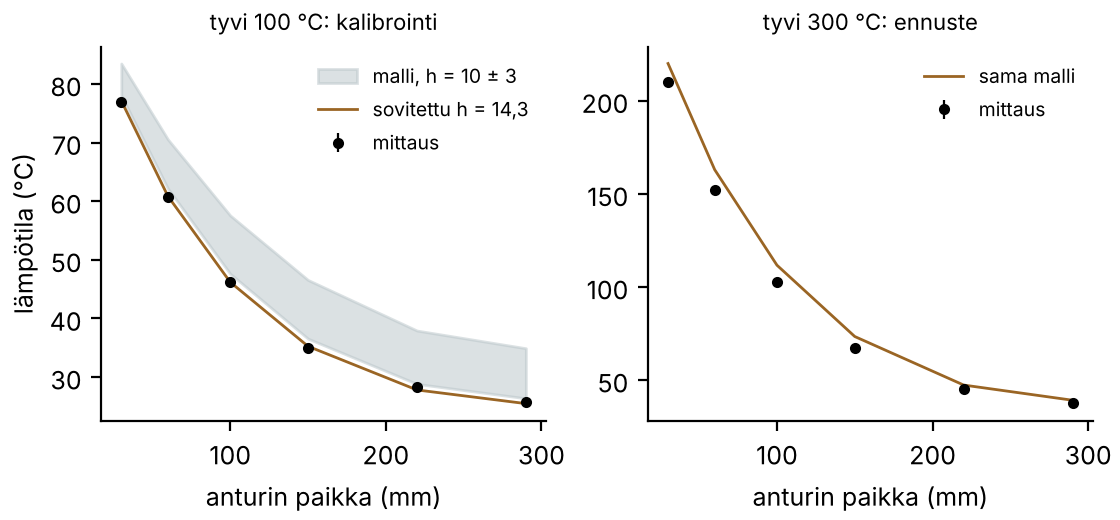 tyvi 100 °C: kalibrointi
malli, h = 10 ± 3
sovitettu h = 14,3
mittaus
lämpötila (°C)
80
70
60
50
40
30
100
200
300
anturin paikka (mm)
tyvi 300 °C: ennuste
sama malli
mittaus
200
150
100
50
100
200
300
anturin paikka (mm)